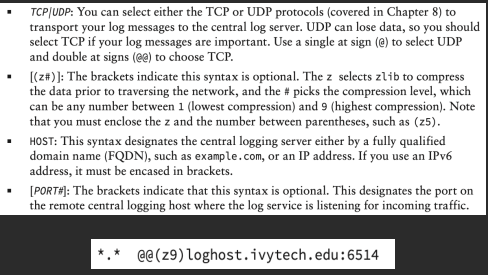 ▪ TCP|UDP: You can select either the TCP or UDP protocols (covered in Chapter 8) to
transport your log messages to the central log server. UDP can lose data, so you should
select TCP if your log messages are important. Use a single at sign (@) to select UDP
and double at signs (@@) to choose TCP.
▪ [(z#)]: The brackets indicate this syntax is optional. The z selects zlib to compress
the data prior to traversing the network, and the # picks the compression level, which
can be any number between 1 (lowest compression) and 9 (highest compression). Note
that you must enclose the z and the number between parentheses, such as (z5).
▪ HOST: This syntax designates the central logging server either by a fully qualified
domain name (FQDN), such as example.com, or an IP address. If you use an IPv6
address, it must be encased in brackets.
▪ [PORT#]: The brackets indicate that this syntax is optional. This designates the port on
the remote central logging host where the log service is listening for incoming traffic.
*.* @@(z9)loghost.ivytech.edu:6514